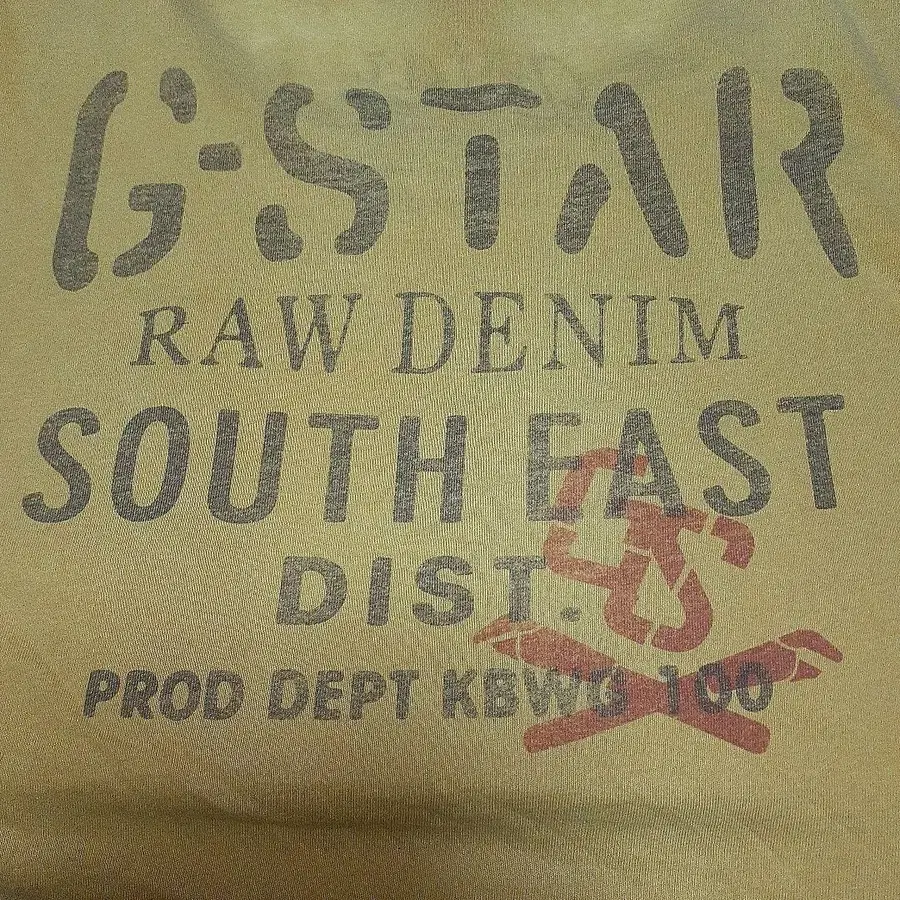 G-STAR
RAW DENIM
SOUTH EAST
DIST.
PROD DEPT KBWG 100